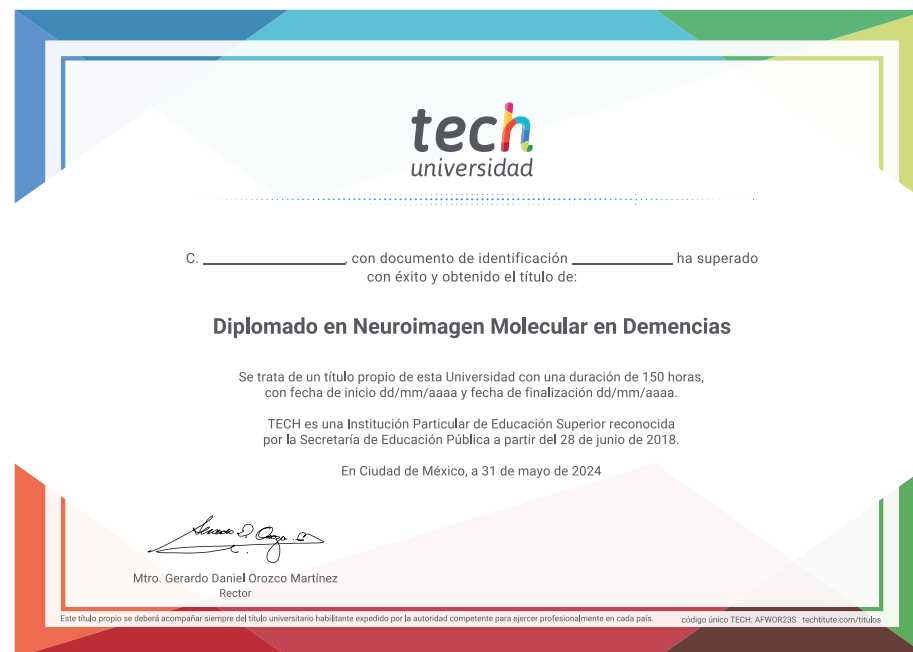 tech
universidad
C. ____________, con documento de identificación ____________ ha superado
con éxito y obtenido el título de:
Diplomado en Neuroimagen Molecular en Demencias
Se trata de un título propio de esta Universidad con una duración de 150 horas,
con fecha de inicio dd/mm/aaaa y fecha de finalización dd/mm/aaaa.
TECH es una Institución Particular de Educación Superior reconocida
por la Secretaría de Educación Pública a partir del 28 de junio de 2018.
En Ciudad de México, a 31 de mayo de 2024
Mtro. Gerardo Daniel Orozco Martínez
Rector
Este título propio se deberá acompañar siempre del título universitario habilitante expedido por la autoridad competente para ejercer profesionalmente en cada país. código único TECH: AFWOR23S techtitute.com/titulos